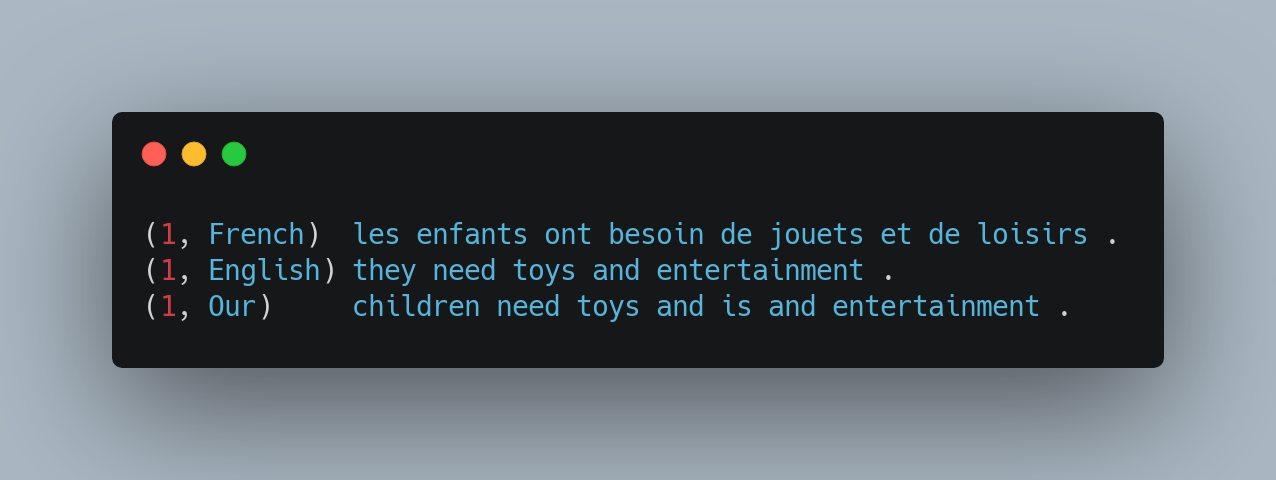 (1, French)  les enfants ont besoin de jouets et de loisirs .
(1, English) they need toys and entertainment .
(1, Our)     children need toys and is and entertainment .